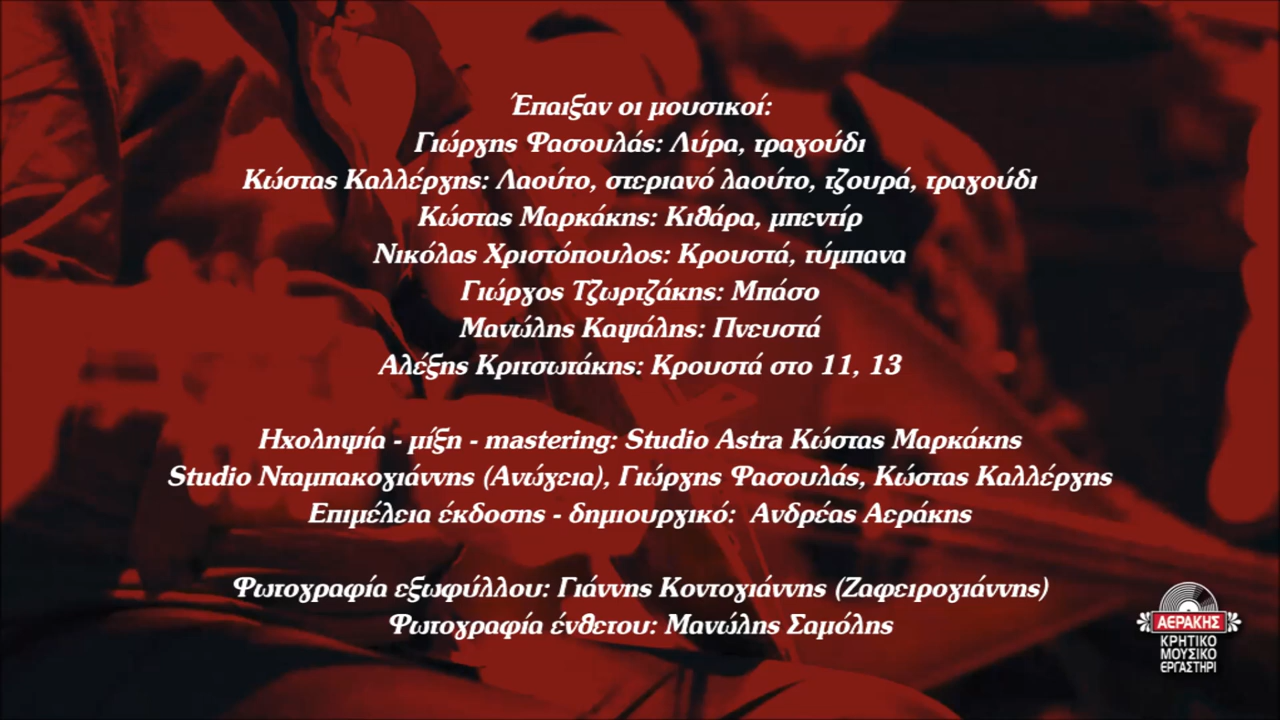 Έπαιξαν οι μουσικοί:
Γιώργης Φασουλάς: Λύρα, τραγούδι
Κώστας Καλλέργης: Λαούτο, στεριανό λαούτο, τζουρά, τραγούδι
Κώστας Μαρκάκης: Κιθάρα, μπεντίρ
Νικόλας Χριστόπουλος: Κρουστά, τύμπανα
Γιώργος Τζωρτζάκης: Μπάσο
Μανώλης Καψάλης: Πνευστά
Αλέξης Κριτσωτάκης: Κρουστά στο 11, 13
Ηχοληψία - μίξη - mastering: Studio Astra Κώστας Μαρκάκης
Studio Νταμπακογιάννης (Ανώγεια), Γιώργης Φασουλάς, Κώστας Καλλέργης
Επιμέλεια έκδοσης - δημιουργικό: Ανδρέας Αεράκης
Φωτογραφία εξωφύλλου: Γιάννης Κοντογιάννης (Ζαφειρογιάννης)
Φωτογραφία ένθετου: Μανώλης Σαμόλης
ΑΕΡΑΚΗΣ
ΚΡΗΤΙΚΟ
ΜΟΥΣΙΚΟ
ΕΡΓΑΣΤΗΡΙ